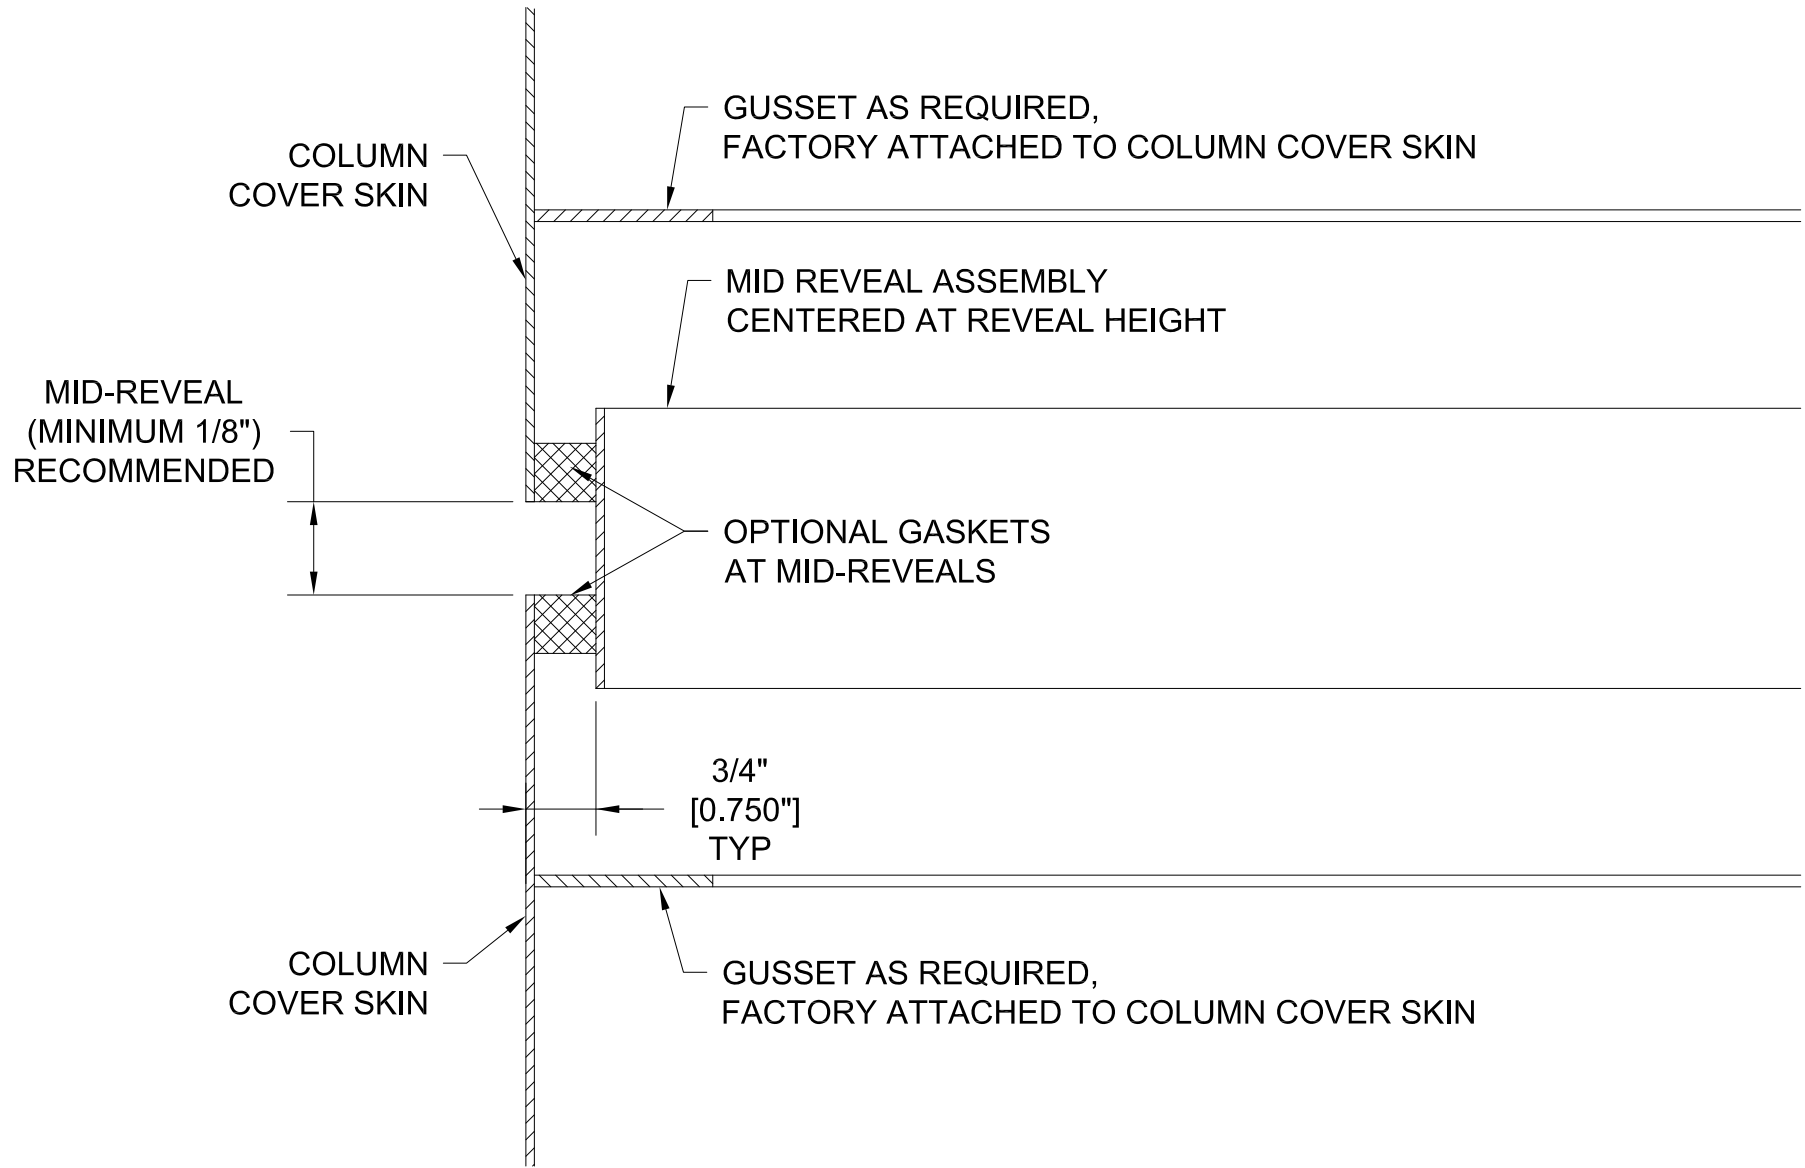 GUSSET AS REQUIRED,
FACTORY ATTACHED TO COLUMN COVER SKIN
COLUMN
COVER SKIN
MID REVEAL ASSEMBLY
CENTERED AT REVEAL HEIGHT
MID-REVEAL
(MINIMUM 1/8")
RECOMMENDED
OPTIONAL GASKETS
AT MID-REVEALS
3/4"
[0.750"]
TYP
COLUMN
COVER SKIN
GUSSET AS REQUIRED,
FACTORY ATTACHED TO COLUMN COVER SKIN